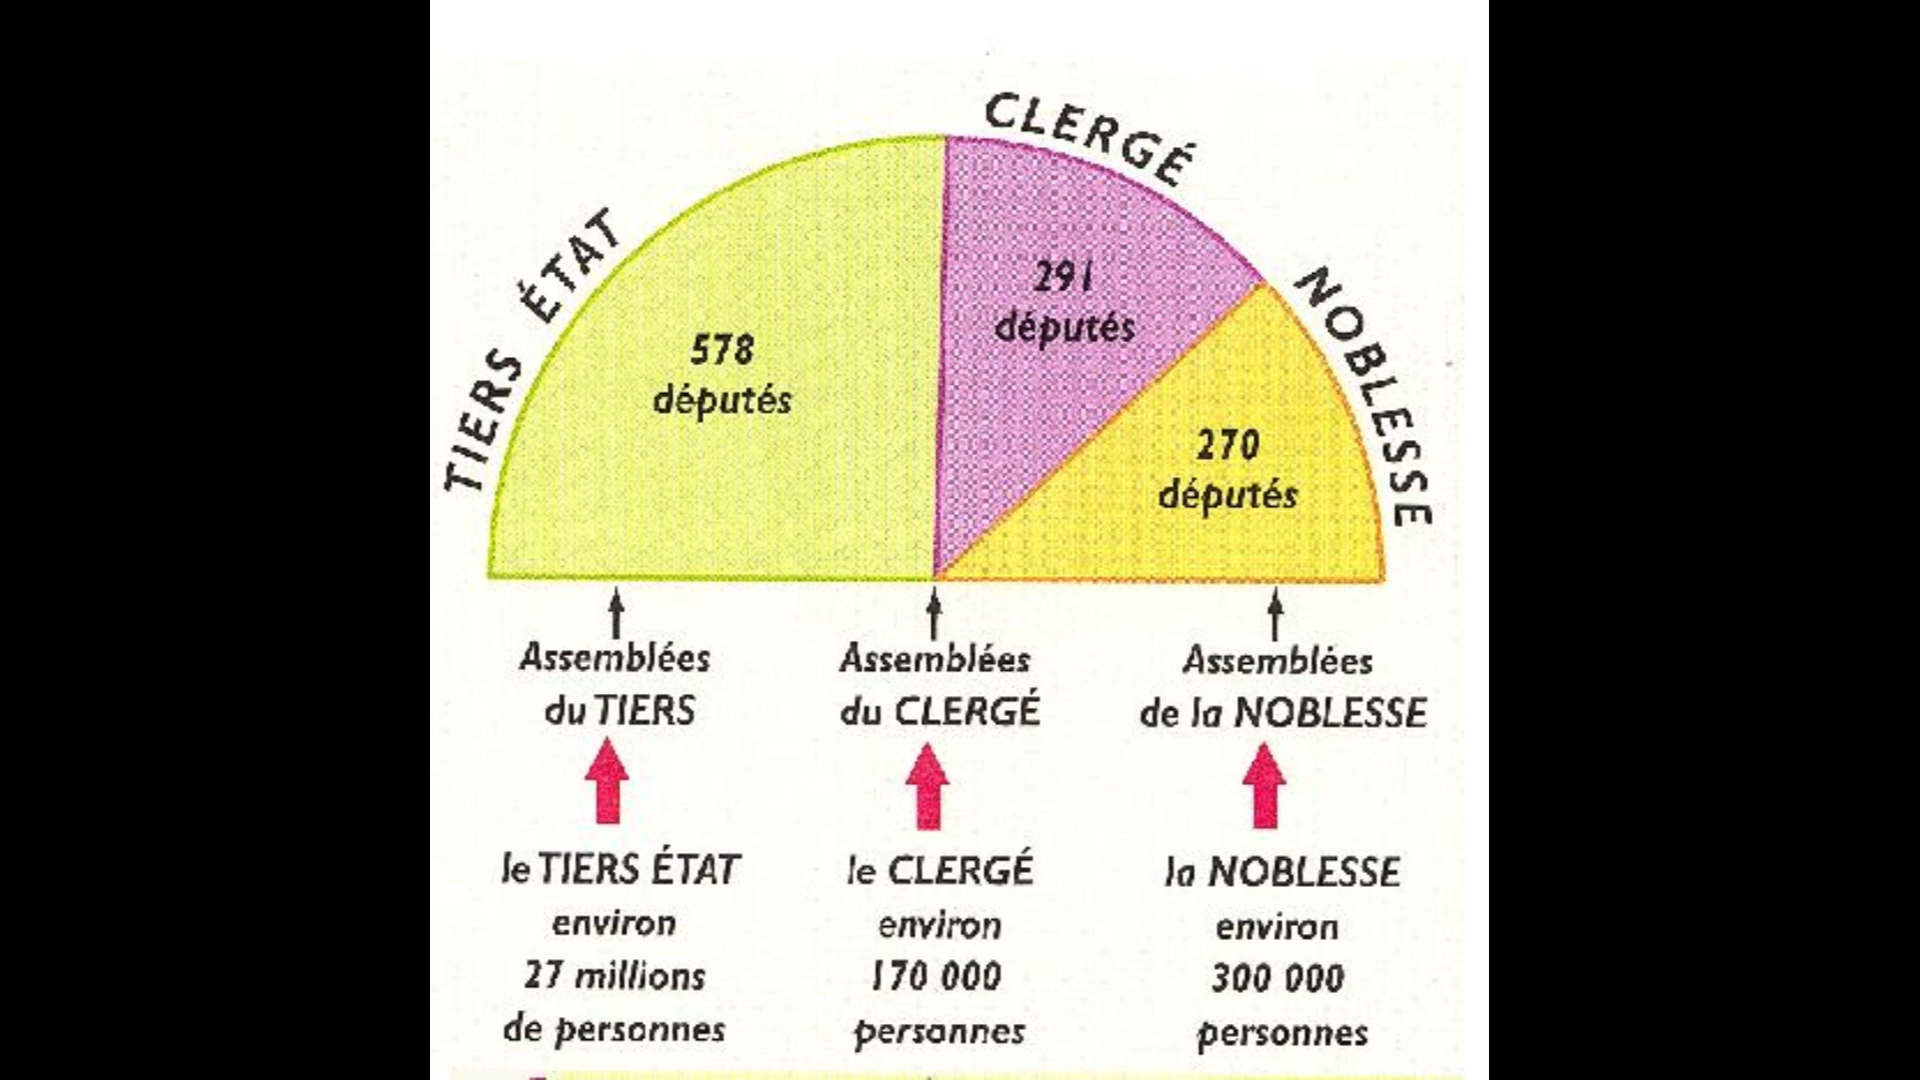 TIERS ÉTAT
CLERGÉ
NOBLESSE
578
députés
291
députés
270
députés
Assemblées
du TIERS
Assemblées
du CLERGÉ
Assemblées
de la NOBLESSE
le TIERS ÉTAT
environ
27 millions
de personnes
le CLERGÉ
environ
170 000
personnes
la NOBLESSE
environ
300 000
personnes